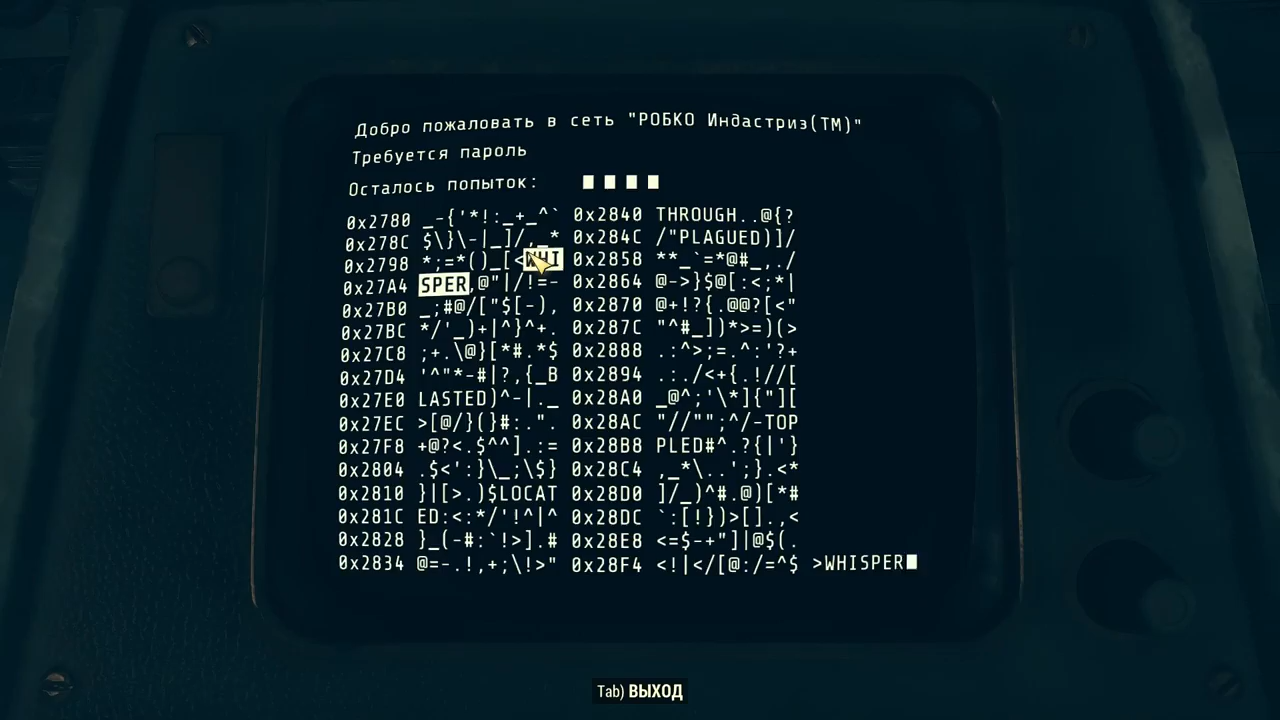 Добро пожаловать в сеть "РОБКО Индастриз(ТМ)"
Требуется пароль
Осталось попыток: ■ ■ ■ ■
0x2780 _-{'*!:_+_^` 0x2840 THROUGH..@{?
0x278C $\}\-|_]/,_* 0x284C /"PLAGUED)]/
0x2798 *;=*()_[<WHI 0x2858 **_`=*@#_,./
0x27A4 SPER,@"|/!=- 0x2864 @->}$@[:<;*|
0x27B0 _;#@/["$[-), 0x2870 @+!?{.@@?[<"
0x27BC */'_)+|^}^+. 0x287C "^#_])*>=)(>
0x27C8 ;+.\@}[*#.*$ 0x2888 .:^>;=.^:'?+
0x27D4 '^"*-#|?,{_B 0x2894 .:./<+{.!//[
0x27E0 LASTED)^-|._ 0x28A0 _@^;'\*]{"][
0x27EC >[@/}(}#:.". 0x28AC "//"";^/-TOP
0x27F8 +@?<.$^^].:= 0x28B8 PLED#^.?{|'}
0x2804 .$<':}\_;\$} 0x28C4 ,_*\..';}.<*
0x2810 }|[>.)$LOCAT 0x28D0 ]/_)^#.@)[*#
0x281C ED:<:*/'!^|^ 0x28DC `:[!})>[].,<
0x2828 }_(-#:`!>].# 0x28E8 <=$-+"]|@$(.
0x2834 @=-.!,+;\!>" 0x28F4 <!|</[@:/=^$ >WHISPER■
Tab) ВЫХОД